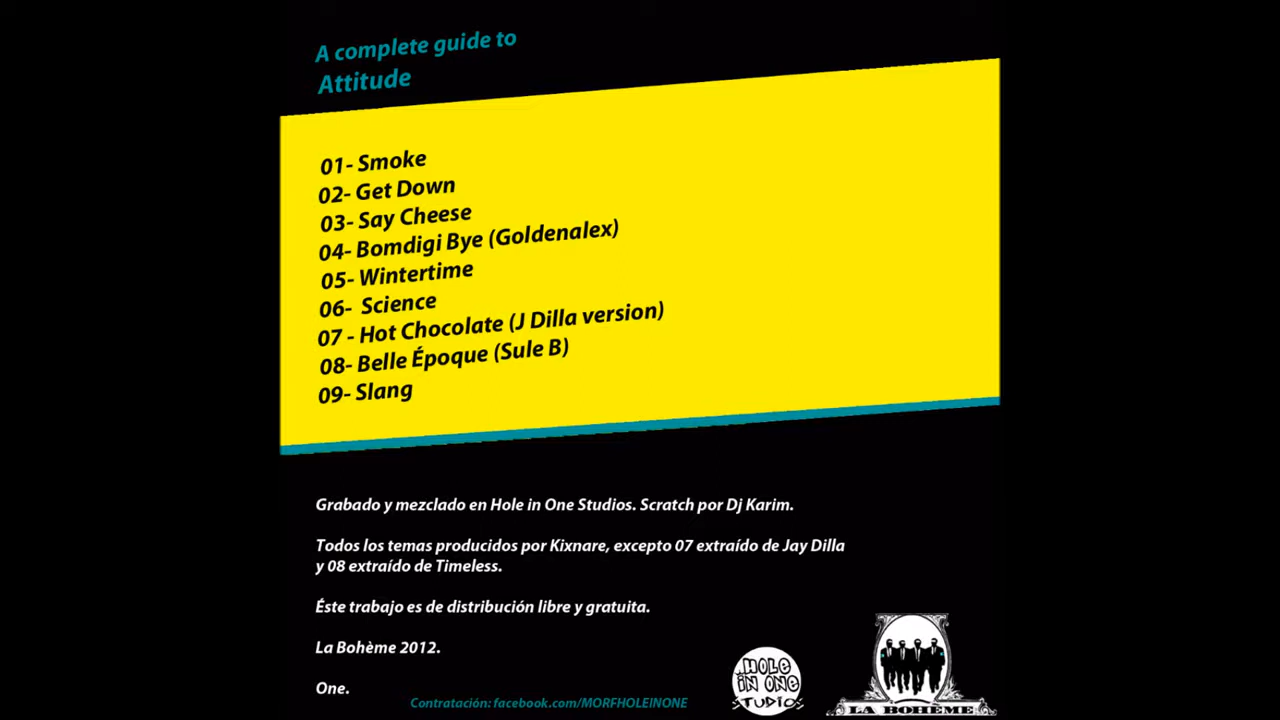 A complete guide to
Attitude
01- Smoke
02- Get Down
03- Say Cheese
04- Bomdigi Bye (Goldenalex)
05- Wintertime
06- Science
07 - Hot Chocolate (J Dilla version)
08- Belle Époque (Sule B)
09- Slang
Grabado y mezclado en Hole in One Studios. Scratch por Dj Karim.
Todos los temas producidos por Kixnare, excepto 07 extraído de Jay Dilla
y 08 extraído de Timeless.
Éste trabajo es de distribución libre y gratuita.
La Bohème 2012.
One.
Contratación: facebook.com/MORFHOLEINONE
HOLE
IN ONE
STUDIOS
LA BOHÈME